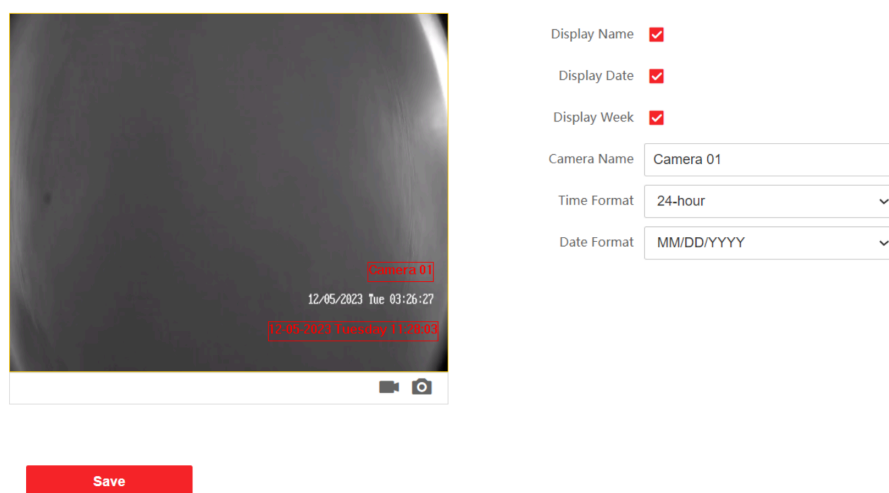 Display Name
Display Date
Display Week
Camera Name Camera 01
Time Format 24-hour
Date Format MM/DD/YYYY
Camera 01
12/05/2023 Tue 03:26:27
12-05-2023 Tuesday 11:28:03
Save